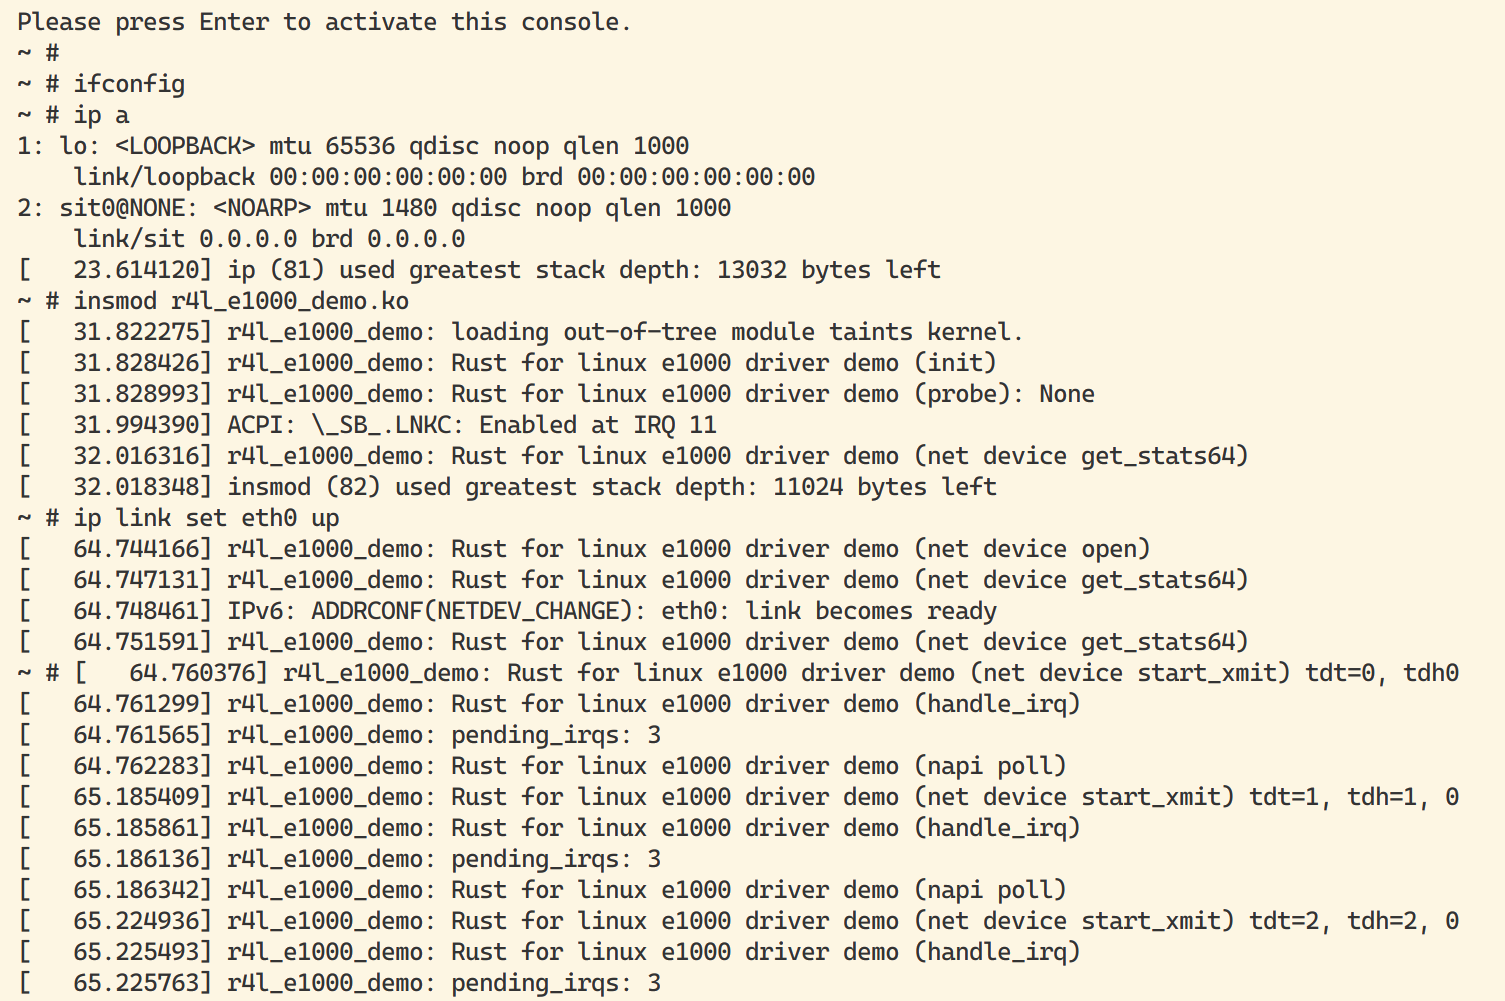 Please press Enter to activate this console.
~ #
~ # ifconfig
~ # ip a
1: lo: <LOOPBACK> mtu 65536 qdisc noop qlen 1000
    link/loopback 00:00:00:00:00:00 brd 00:00:00:00:00:00
2: sit0@NONE: <NOARP> mtu 1480 qdisc noop qlen 1000
    link/sit 0.0.0.0 brd 0.0.0.0
[   23.614120] ip (81) used greatest stack depth: 13032 bytes left
~ # insmod r4l_e1000_demo.ko
[   31.822275] r4l_e1000_demo: loading out-of-tree module taints kernel.
[   31.828426] r4l_e1000_demo: Rust for linux e1000 driver demo (init)
[   31.828993] r4l_e1000_demo: Rust for linux e1000 driver demo (probe): None
[   31.994390] ACPI: \_SB_.LNKC: Enabled at IRQ 11
[   32.016316] r4l_e1000_demo: Rust for linux e1000 driver demo (net device get_stats64)
[   32.018348] insmod (82) used greatest stack depth: 11024 bytes left
~ # ip link set eth0 up
[   64.744166] r4l_e1000_demo: Rust for linux e1000 driver demo (net device open)
[   64.747131] r4l_e1000_demo: Rust for linux e1000 driver demo (net device get_stats64)
[   64.748461] IPv6: ADDRCONF(NETDEV_CHANGE): eth0: link becomes ready
[   64.751591] r4l_e1000_demo: Rust for linux e1000 driver demo (net device get_stats64)
~ # [   64.760376] r4l_e1000_demo: Rust for linux e1000 driver demo (net device start_xmit) tdt=0, tdh0
[   64.761299] r4l_e1000_demo: Rust for linux e1000 driver demo (handle_irq)
[   64.761565] r4l_e1000_demo: pending_irqs: 3
[   64.762283] r4l_e1000_demo: Rust for linux e1000 driver demo (napi poll)
[   65.185409] r4l_e1000_demo: Rust for linux e1000 driver demo (net device start_xmit) tdt=1, tdh=1, 0
[   65.185861] r4l_e1000_demo: Rust for linux e1000 driver demo (handle_irq)
[   65.186136] r4l_e1000_demo: pending_irqs: 3
[   65.186342] r4l_e1000_demo: Rust for linux e1000 driver demo (napi poll)
[   65.224936] r4l_e1000_demo: Rust for linux e1000 driver demo (net device start_xmit) tdt=2, tdh=2, 0
[   65.225493] r4l_e1000_demo: Rust for linux e1000 driver demo (handle_irq)
[   65.225763] r4l_e1000_demo: pending_irqs: 3